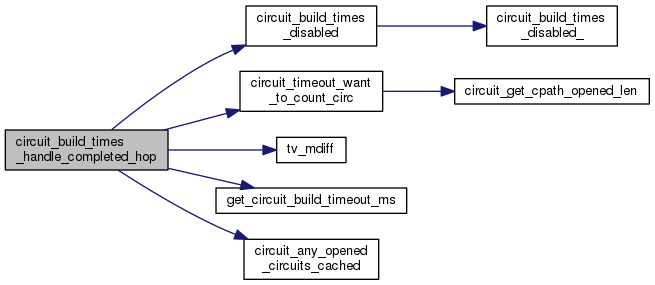 circuit_build_times
_disabled
circuit_build_times
_disabled_
circuit_timeout_want
_to_count_circ
circuit_get_cpath_opened_len
circuit_build_times
_handle_completed_hop
tv_mdiff
get_circuit_build_timeout_ms
circuit_any_opened
_circuits_cached